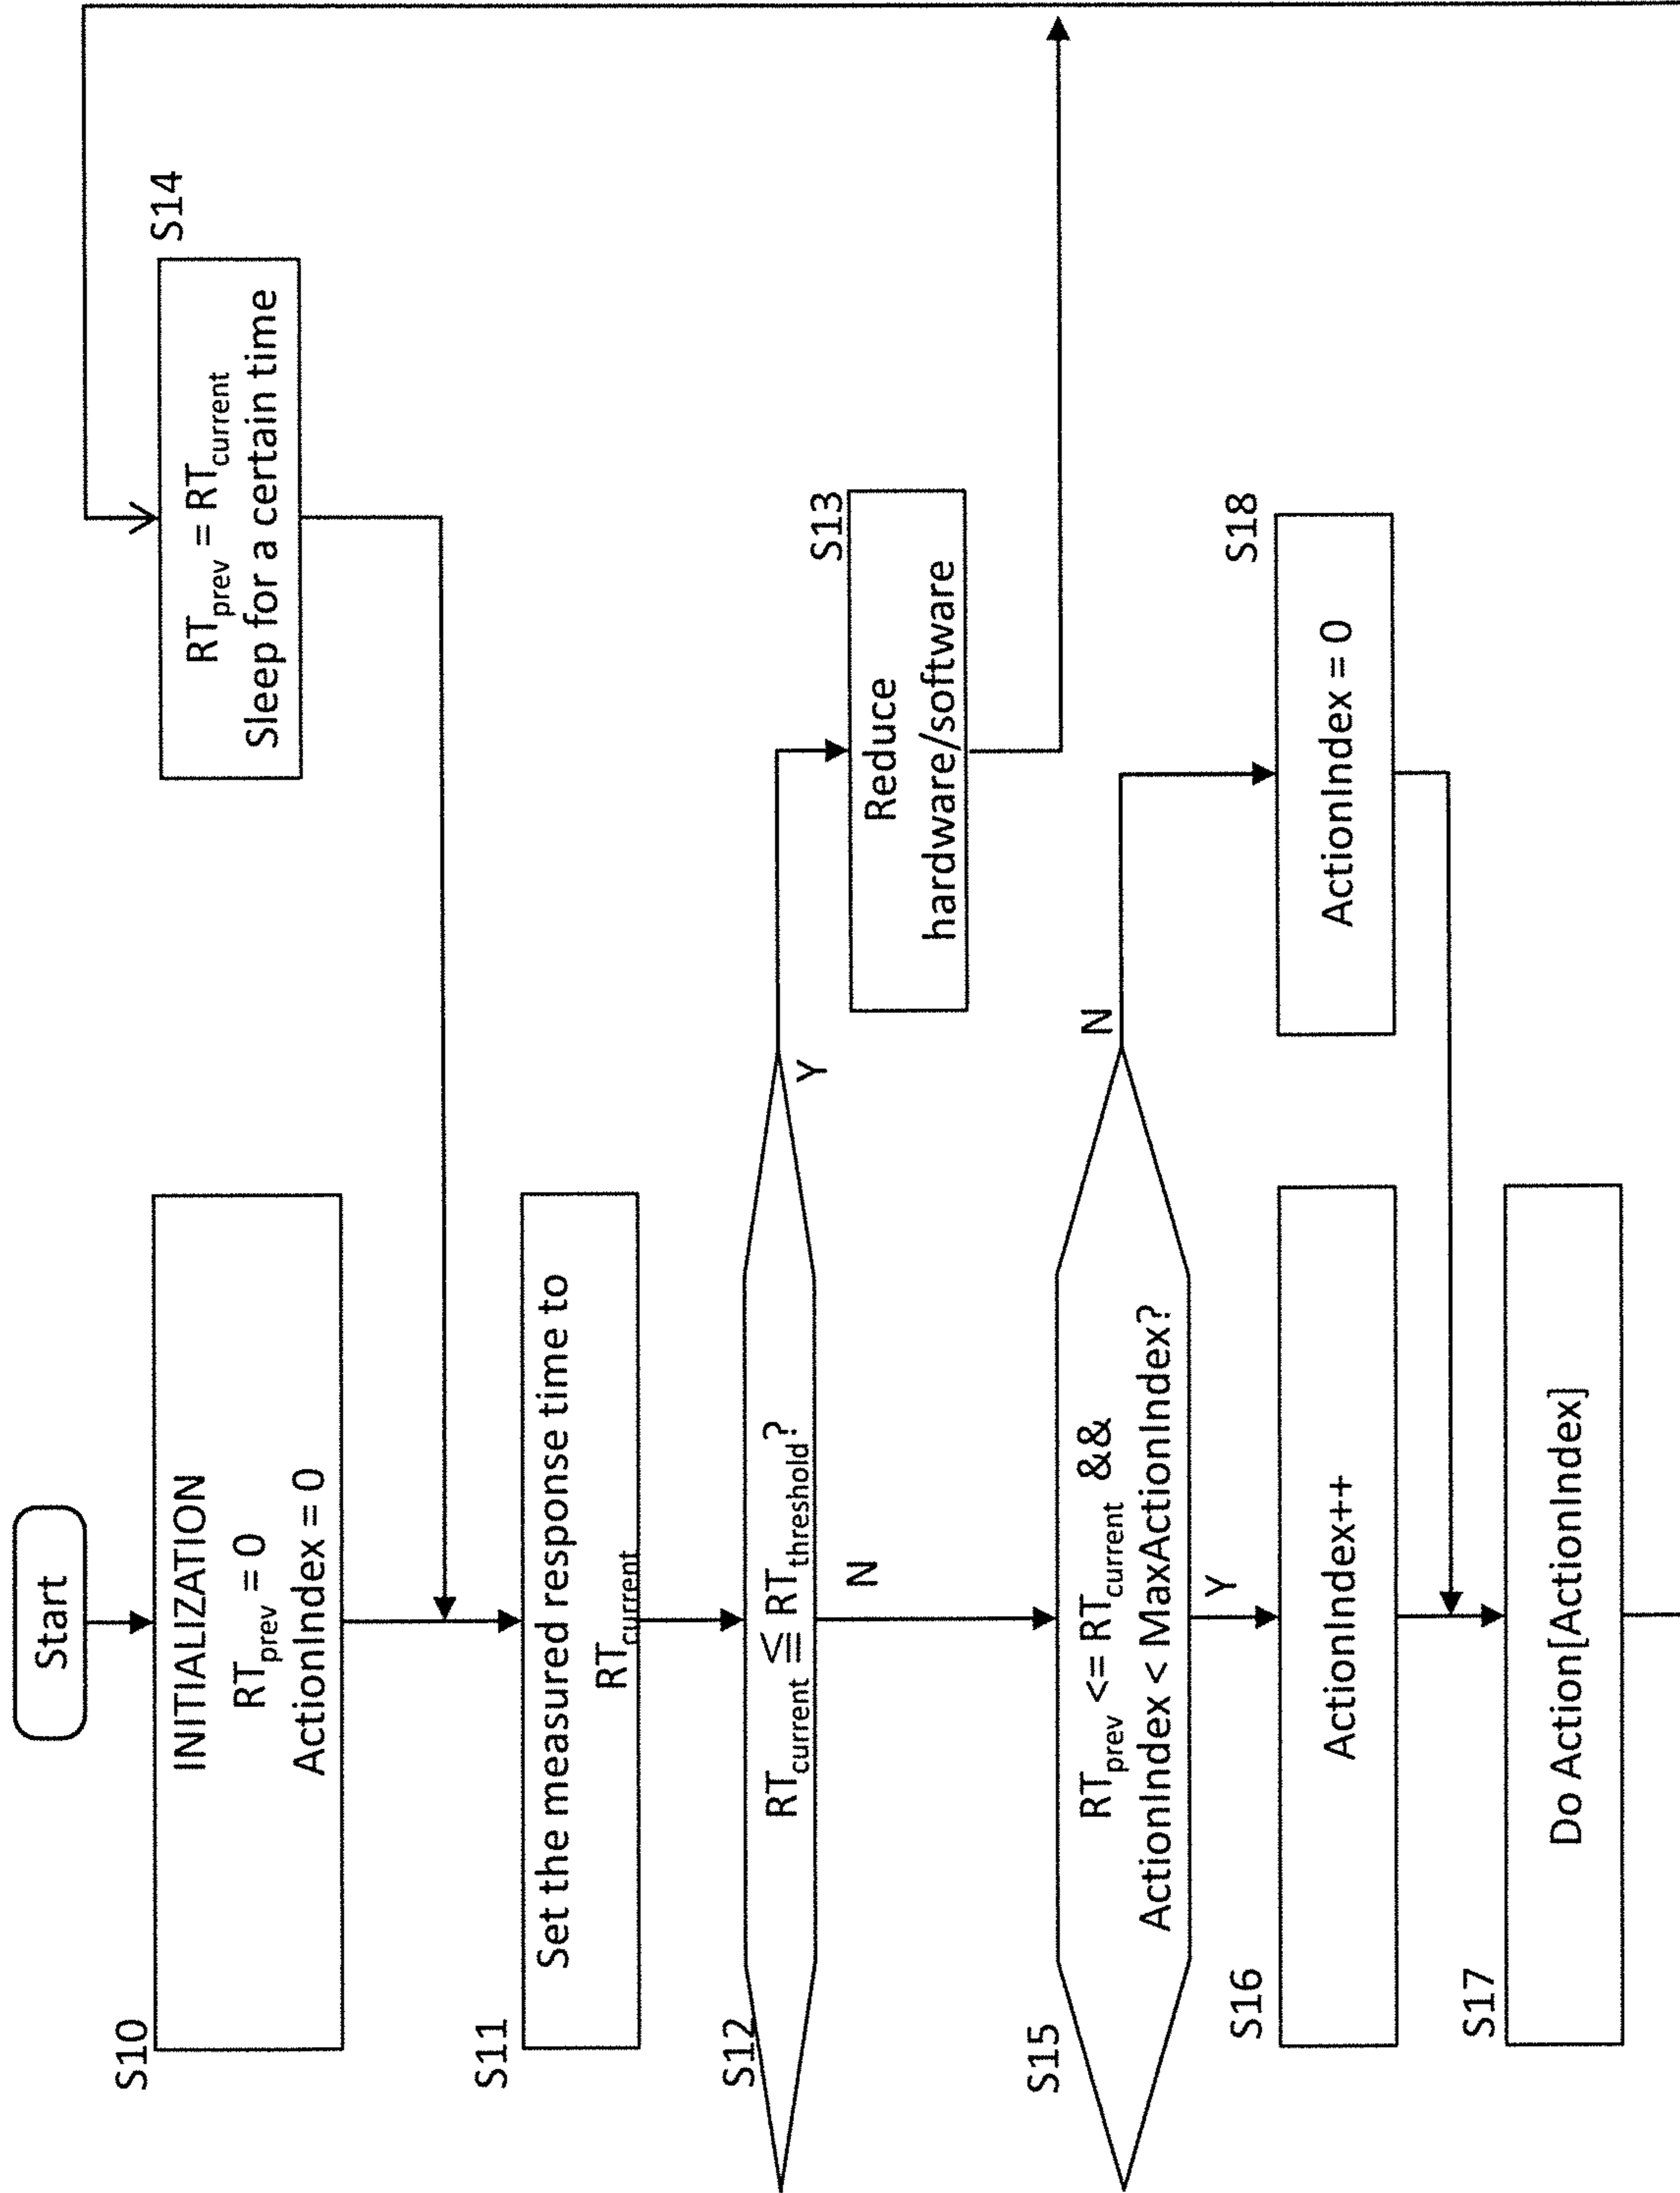 Start
S10
INITIALIZATION
RTprev = 0
ActionIndex = 0
S14
RTprev = RTcurrent
Sleep for a certain time
S11
Set the measured response time to
RTcurrent
S12
RTcurrent ≦ RTthreshold?
Y
N
S13
Reduce
hardware/software
S15
RTprev <= RTcurrent &&
ActionIndex < MaxActionIndex?
N
Y
S16
ActionIndex++
S18
ActionIndex = 0
S17
Do Action[ActionIndex]